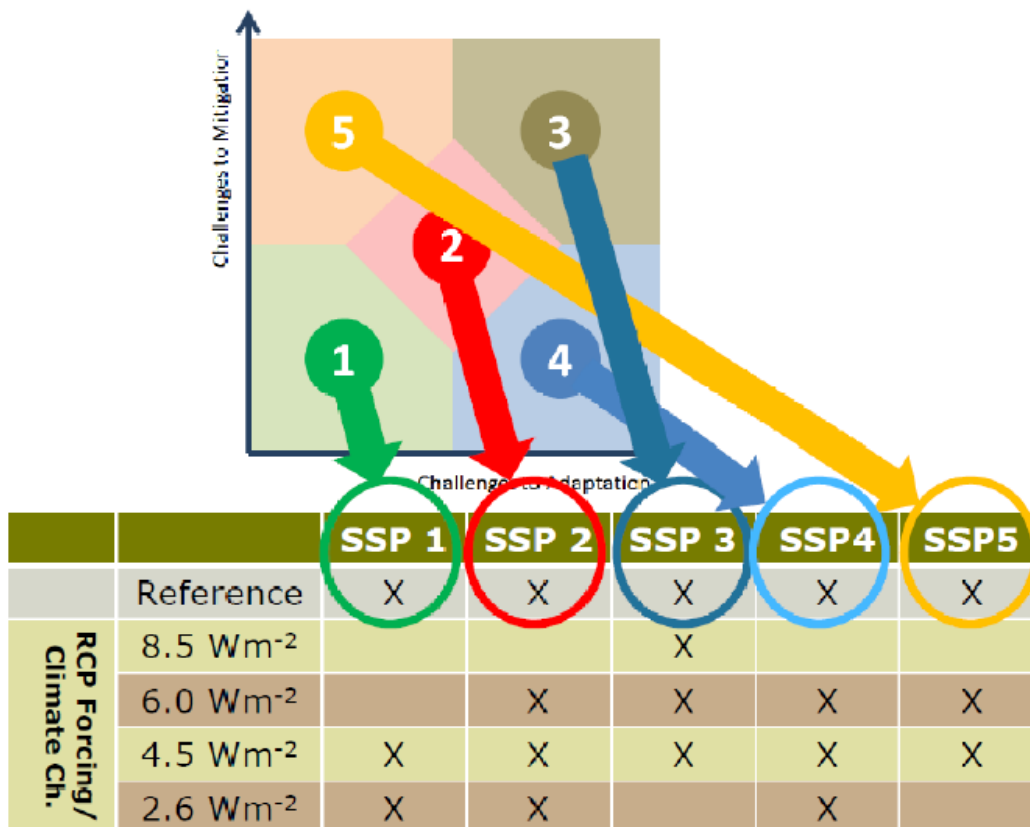 Challenges to Mitigation
5
3
2
1
4
Challenges to Adaptation
SSP 1 SSP 2 SSP 3 SSP4 SSP5
Reference X X X X X
RCP Forcing/
Climate Ch.
8.5 Wm⁻² X
6.0 Wm⁻² X X X X
4.5 Wm⁻² X X X X X
2.6 Wm⁻² X X X